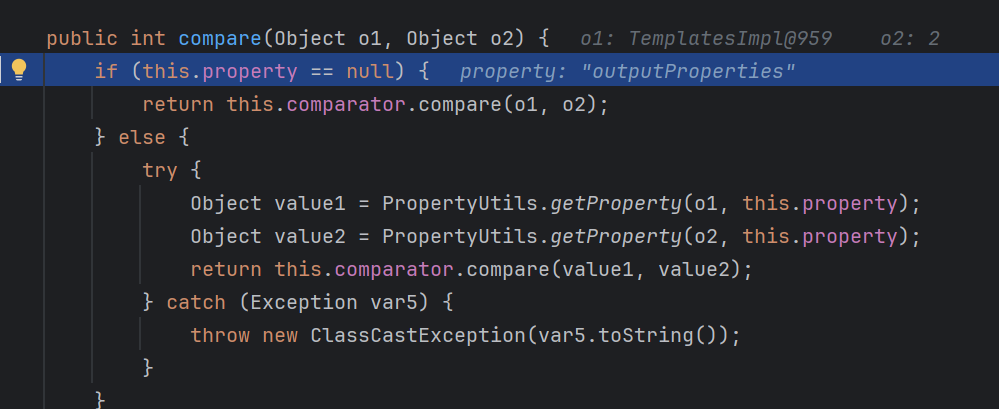 public int compare(Object o1, Object o2) {   o1: TemplatesImpl@959    o2: 2
    if (this.property == null) {   property: "outputProperties"
        return this.comparator.compare(o1, o2);
    } else {
        try {
            Object value1 = PropertyUtils.getProperty(o1, this.property);
            Object value2 = PropertyUtils.getProperty(o2, this.property);
            return this.comparator.compare(value1, value2);
        } catch (Exception var5) {
            throw new ClassCastException(var5.toString());
        }
    }